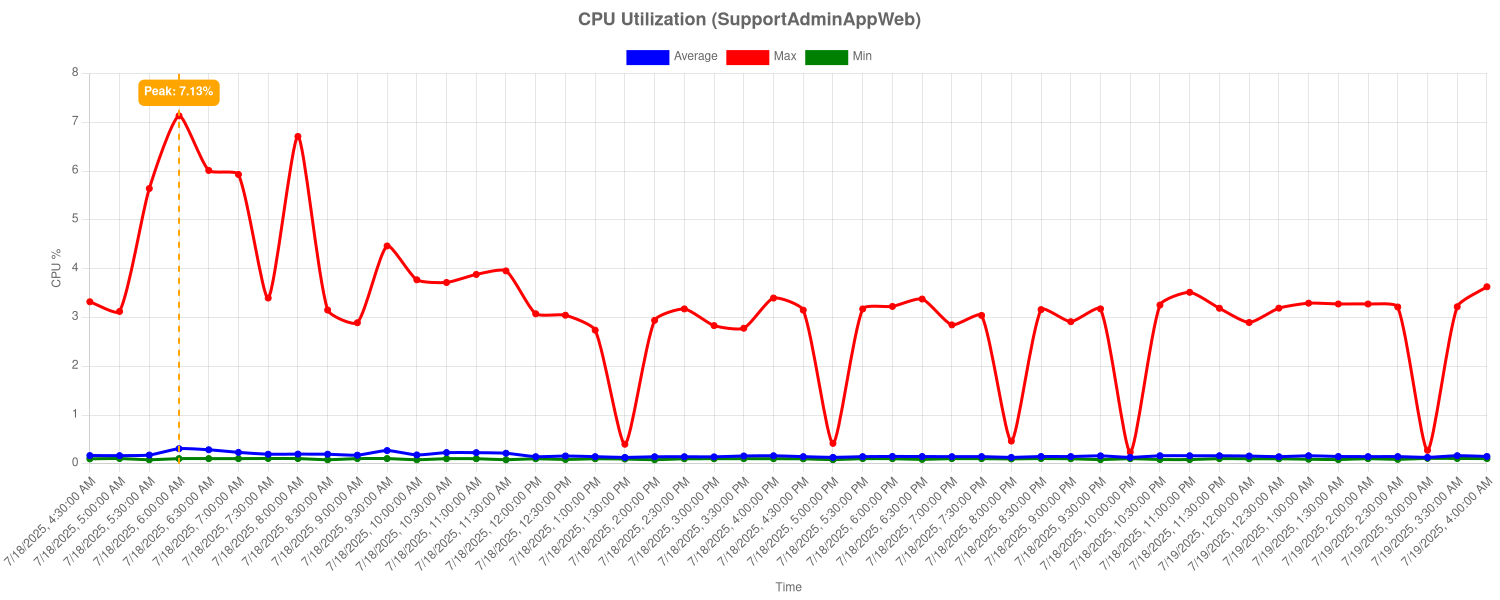 CPU Utilization (SupportAdminAppWeb)
Average Max Min
Peak: 7.13%
8
7
6
5
4
3
2
1
0
CPU %
7/18/2025, 4:30:00 AM
7/18/2025, 5:00:00 AM
7/18/2025, 5:30:00 AM
7/18/2025, 6:00:00 AM
7/18/2025, 6:30:00 AM
7/18/2025, 7:00:00 AM
7/18/2025, 7:30:00 AM
7/18/2025, 8:00:00 AM
7/18/2025, 8:30:00 AM
7/18/2025, 9:00:00 AM
7/18/2025, 9:30:00 AM
7/18/2025, 10:00:00 AM
7/18/2025, 10:30:00 AM
7/18/2025, 11:00:00 AM
7/18/2025, 11:30:00 AM
7/18/2025, 12:00:00 PM
7/18/2025, 12:30:00 PM
7/18/2025, 1:00:00 PM
7/18/2025, 1:30:00 PM
7/18/2025, 2:00:00 PM
7/18/2025, 2:30:00 PM
7/18/2025, 3:00:00 PM
7/18/2025, 3:30:00 PM
7/18/2025, 4:00:00 PM
7/18/2025, 4:30:00 PM
7/18/2025, 5:00:00 PM
7/18/2025, 5:30:00 PM
7/18/2025, 6:00:00 PM
7/18/2025, 6:30:00 PM
7/18/2025, 7:00:00 PM
7/18/2025, 7:30:00 PM
7/18/2025, 8:00:00 PM
7/18/2025, 8:30:00 PM
7/18/2025, 9:00:00 PM
7/18/2025, 9:30:00 PM
7/18/2025, 10:00:00 PM
7/18/2025, 10:30:00 PM
7/18/2025, 11:00:00 PM
7/18/2025, 11:30:00 PM
7/19/2025, 12:00:00 AM
7/19/2025, 12:30:00 AM
7/19/2025, 1:00:00 AM
7/19/2025, 1:30:00 AM
7/19/2025, 2:00:00 AM
7/19/2025, 2:30:00 AM
7/19/2025, 3:00:00 AM
7/19/2025, 3:30:00 AM
7/19/2025, 4:00:00 AM
Time